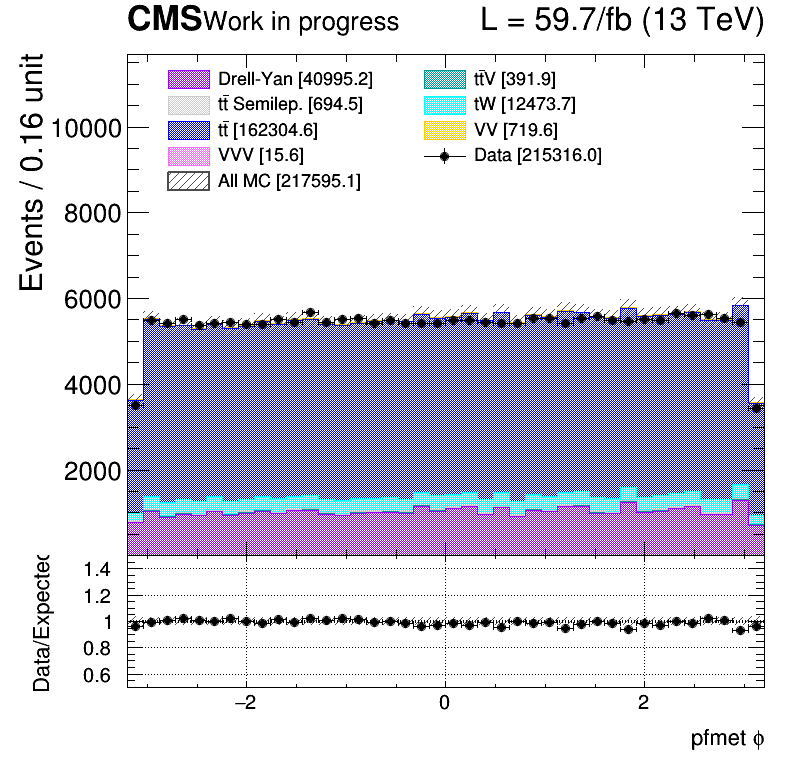 CMS Work in progress L = 59.7/fb (13 TeV)
Events / 0.16 unit
Drell-Yan [40995.2]
tt̄ Semilep. [694.5]
tt̄ [162304.6]
VVV [15.6]
All MC [217595.1]
tt̄V [391.9]
tW [12473.7]
VV [719.6]
Data [215316.0]
10000
8000
6000
4000
2000
Data/Expected
1.4
1.2
1
0.8
0.6
−2 0 2
pfmet ϕ